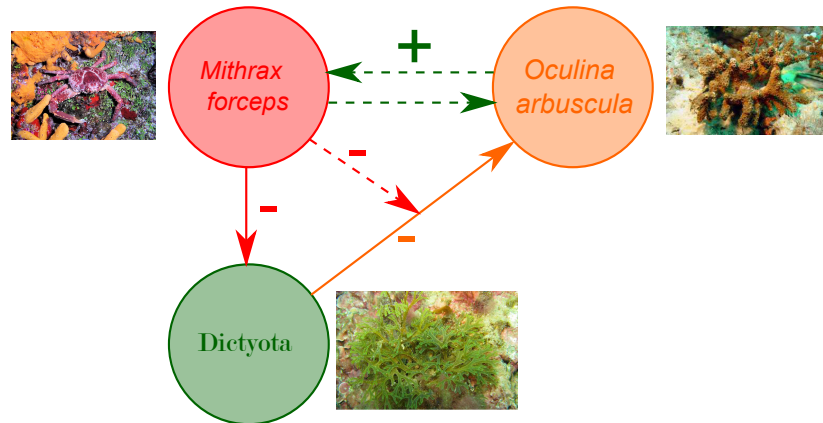 +
Mithrax
forceps
Oculina
arbuscula
-
-
-
Dictyota